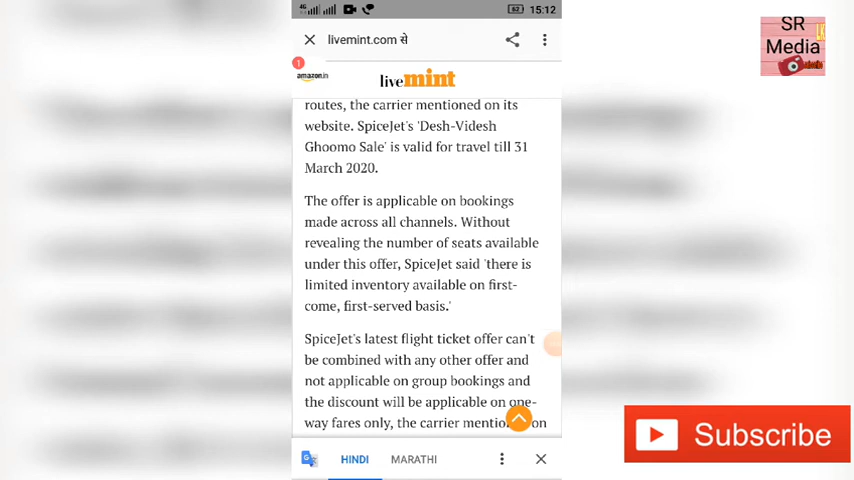 4G
62
15:12
livemint.com से
SR
Media
1
amazon.in
livemint
routes, the carrier mentioned on its
website. SpiceJet's 'Desh-Videsh
Ghoomo Sale' is valid for travel till 31
March 2020.
The offer is applicable on bookings
made across all channels. Without
revealing the number of seats available
under this offer, SpiceJet said 'there is
limited inventory available on first-
come, first-served basis.'
SpiceJet's latest flight ticket offer can't
be combined with any other offer and
not applicable on group bookings and
the discount will be applicable on one-
way fares only, the carrier mentioned on
Subscribe
HINDI
MARATHI